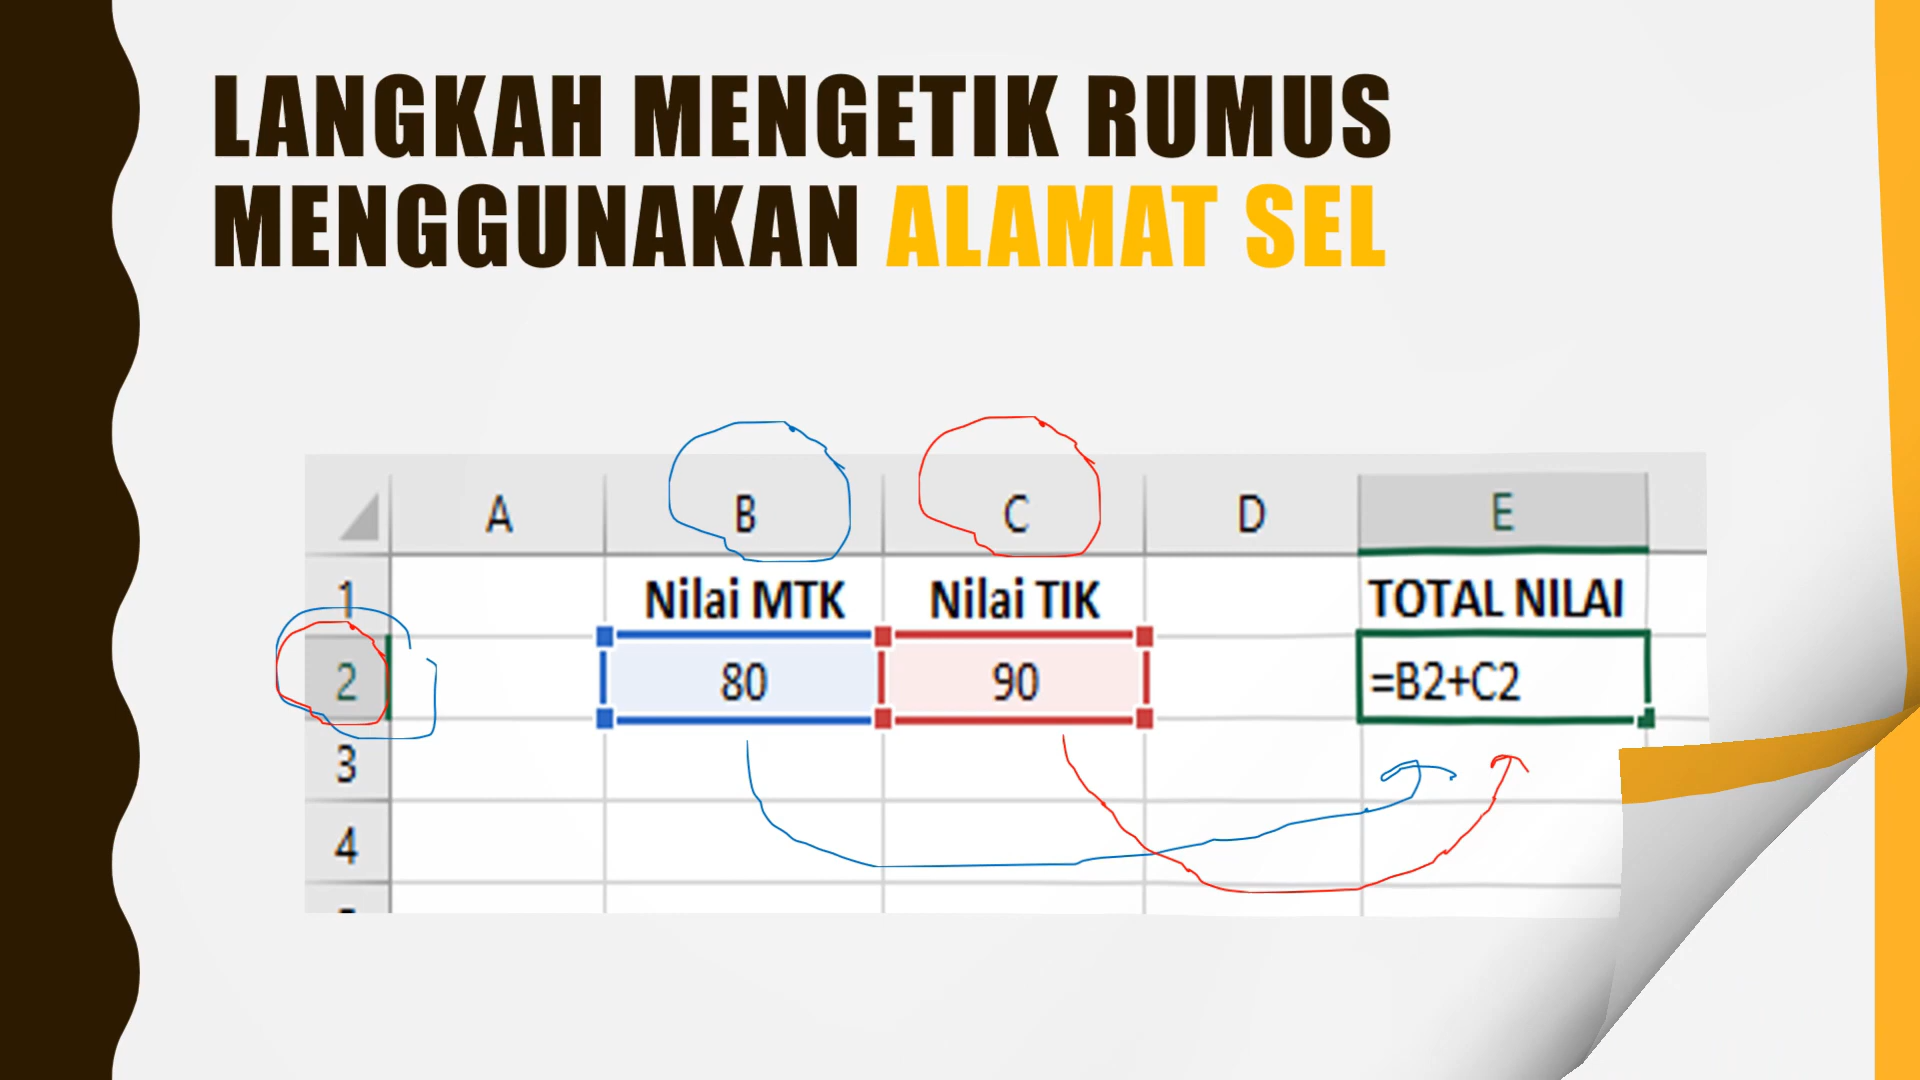 LANGKAH MENGETIK RUMUS
MENGGUNAKAN ALAMAT SEL
A B C D E
1 Nilai MTK Nilai TIK TOTAL NILAI
2 80 90 =B2+C2
3
4